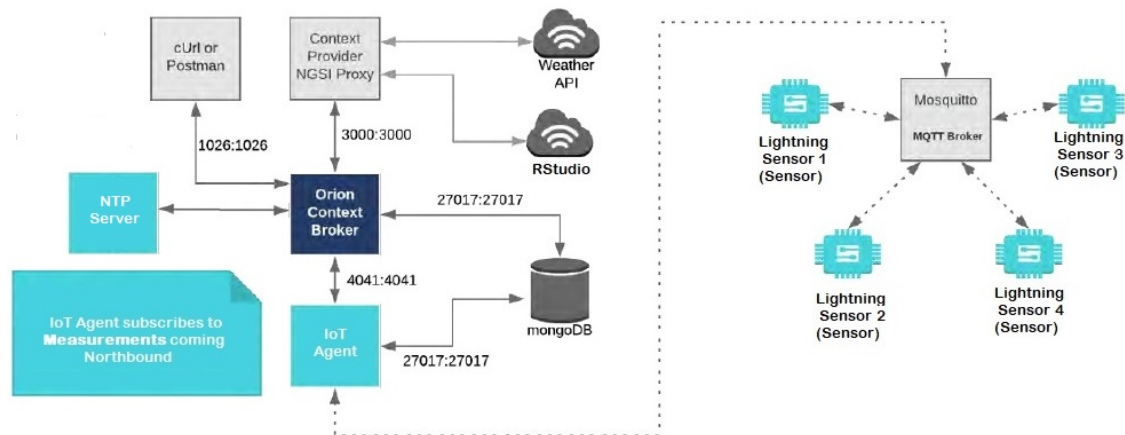 cUrl or
Postman
Context
Provider
NGSI Proxy
Weather
API
RStudio
1026:1026
3000:3000
NTP
Server
Orion
Context
Broker
27017:27017
4041:4041
IoT Agent subscribes to
Measurements coming
Northbound
IoT
Agent
mongoDB
27017:27017
Mosquitto
MQTT Broker
Lightning
Sensor 1
(Sensor)
Lightning
Sensor 3
(Sensor)
Lightning
Sensor 2
(Sensor)
Lightning
Sensor 4
(Sensor)